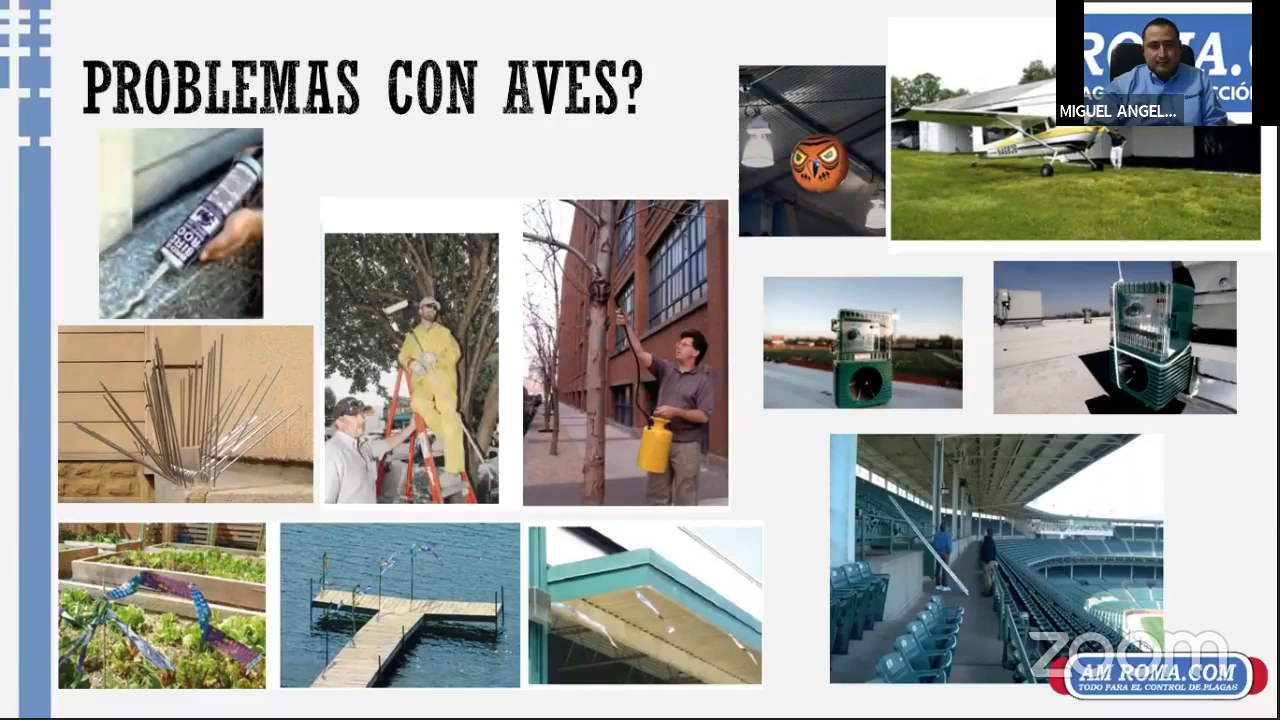 PROBLEMAS CON AVES?
MIGUEL ANGEL...
zoom
AM ROMA.COM
TODO PARA EL CONTROL DE PLAGAS